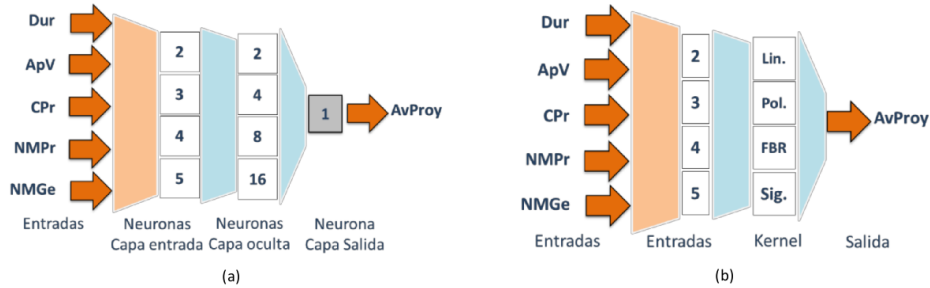 Dur
ApV
CPr
NMPr
NMGe
Entradas
2
3
4
5
Neuronas
Capa entrada
2
4
8
16
Neuronas
Capa oculta
1
Neurona
Capa Salida
AvProy
(a)
Dur
ApV
CPr
NMPr
NMGe
Entradas
2
3
4
5
Entradas
Lin.
Pol.
FBR
Sig.
Kernel
AvProy
Salida
(b)